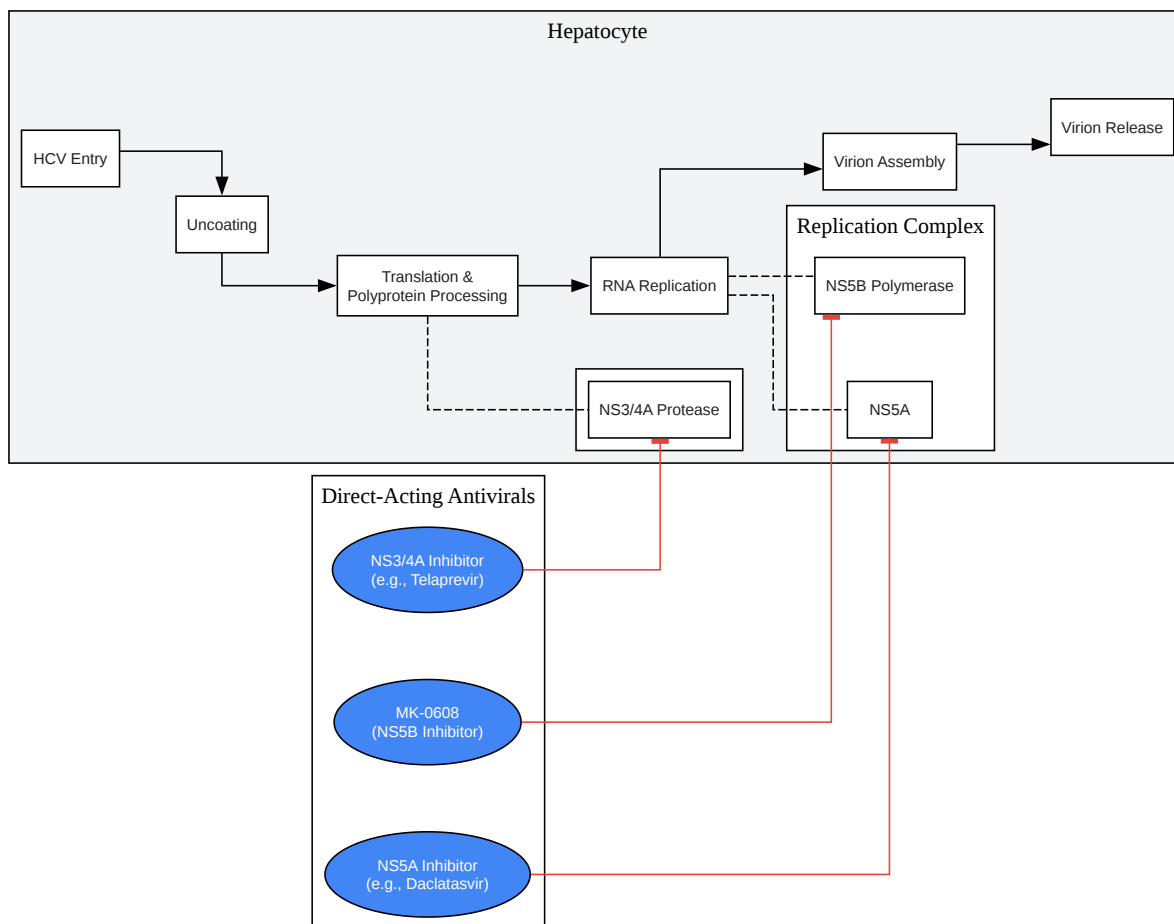 Hepatocyte
HCV Entry
Uncoating
Translation &
Polyprotein Processing
RNA Replication
Virion Assembly
Virion Release
Replication Complex
NS5B Polymerase
NS3/4A Protease
NS5A
Direct-Acting Antivirals
NS3/4A Inhibitor
(e.g., Telaprevir)
MK-0608
(NS5B Inhibitor)
NS5A Inhibitor
(e.g., Daclatasvir)